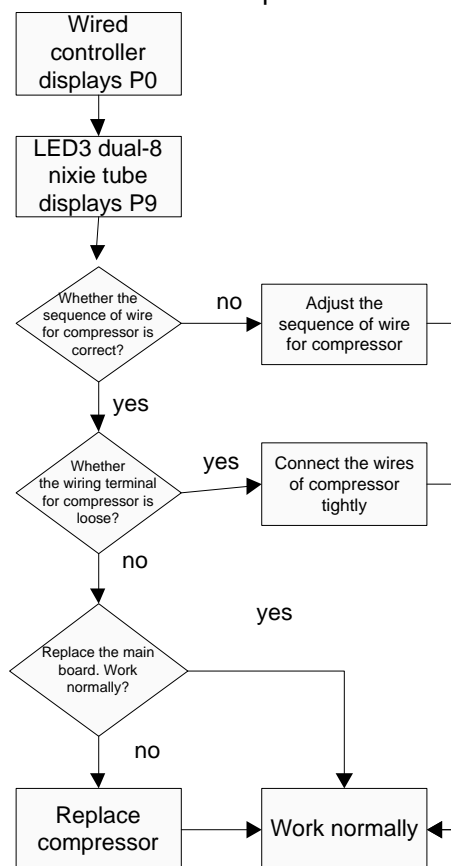 Wired
controller
displays P0
LED3 dual-8
nixie tube
displays P9
Whether the
sequence of wire
for compressor is
correct?
no
Adjust the
sequence of wire
for compressor
yes
Whether
the wiring terminal
for compressor is
loose?
yes
Connect the wires
of compressor
tightly
no
yes
Replace the main
board. Work
normally?
no
Replace
compressor
Work normally